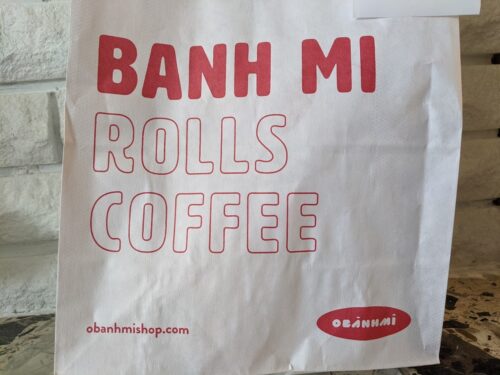 BANH MI
ROLLS
COFFEE
obanhmishop.com
OBÁNHMÌ